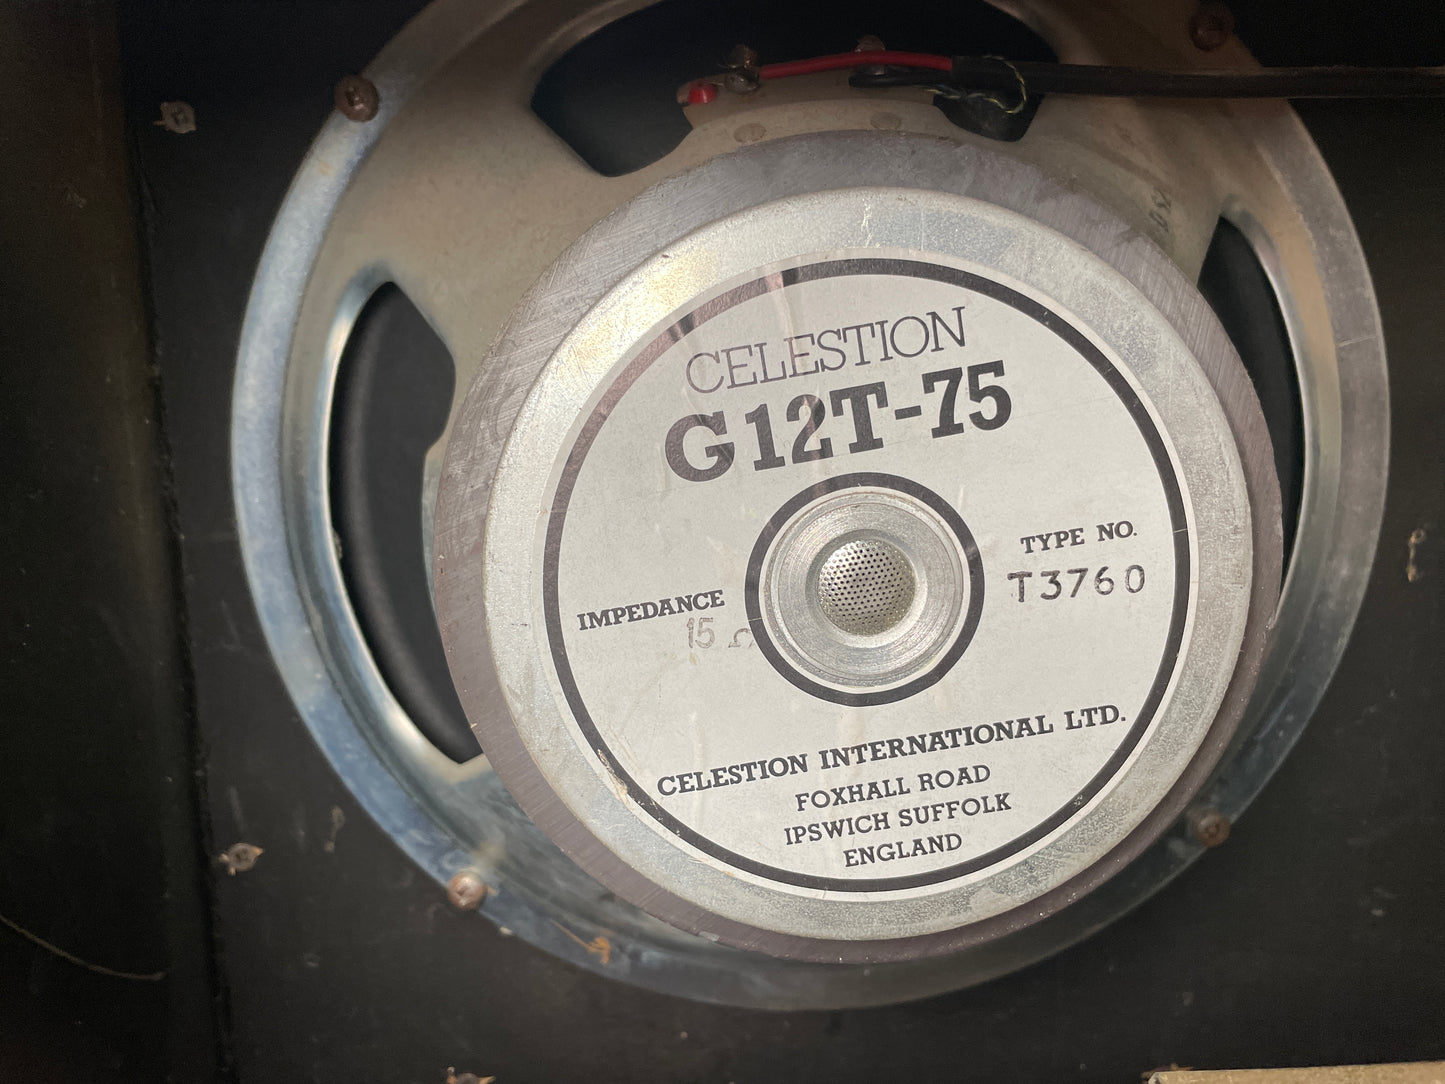 CELESTION
G12T-75
TYPE NO.
T3760
IMPEDANCE
15 Ω
CELESTION INTERNATIONAL LTD.
FOXHALL ROAD
IPSWICH SUFFOLK
ENGLAND